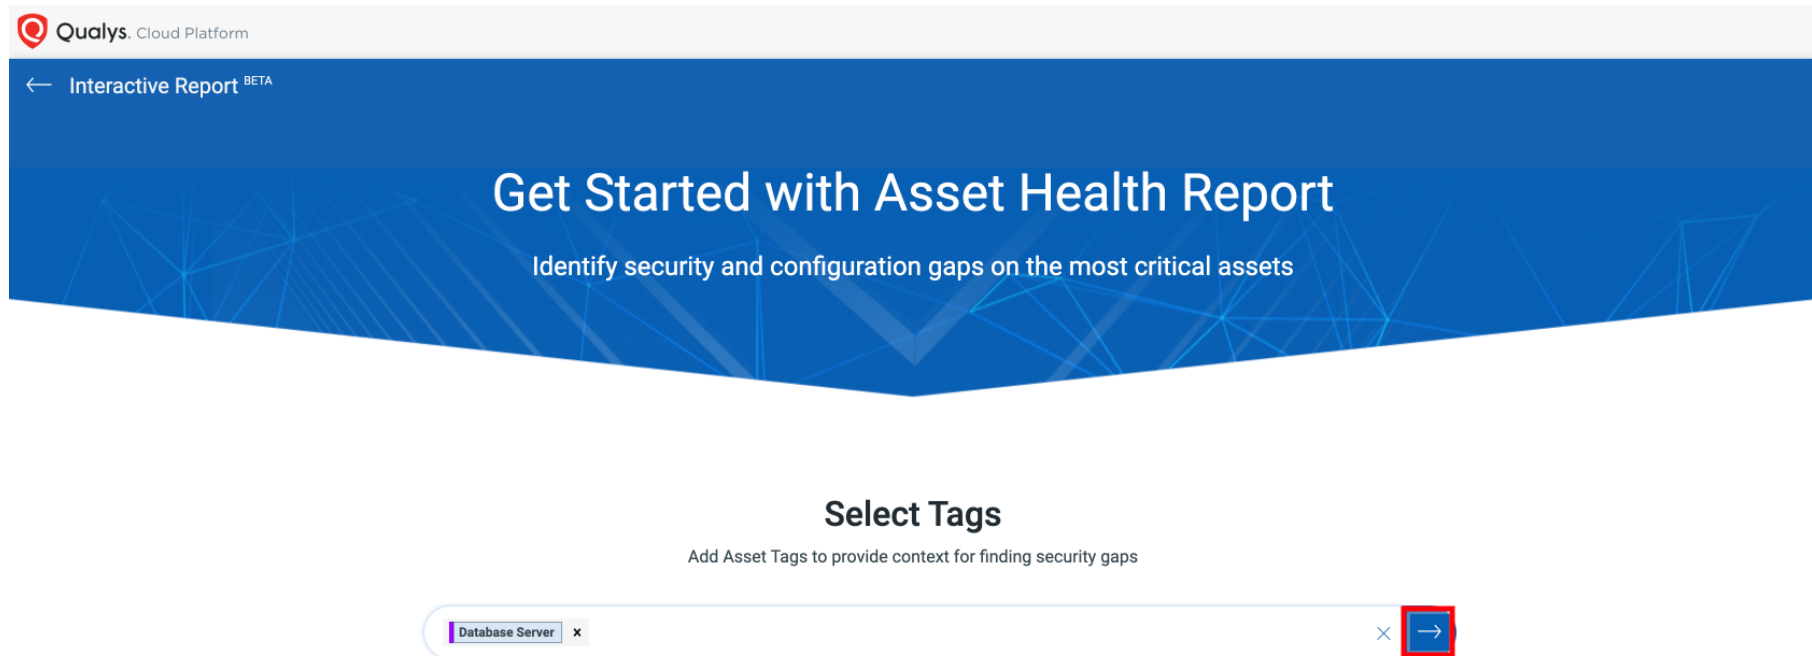 Qualys. Cloud Platform
Interactive Report BETA
Get Started with Asset Health Report
Identify security and configuration gaps on the most critical assets
Select Tags
Add Asset Tags to provide context for finding security gaps
Database Server